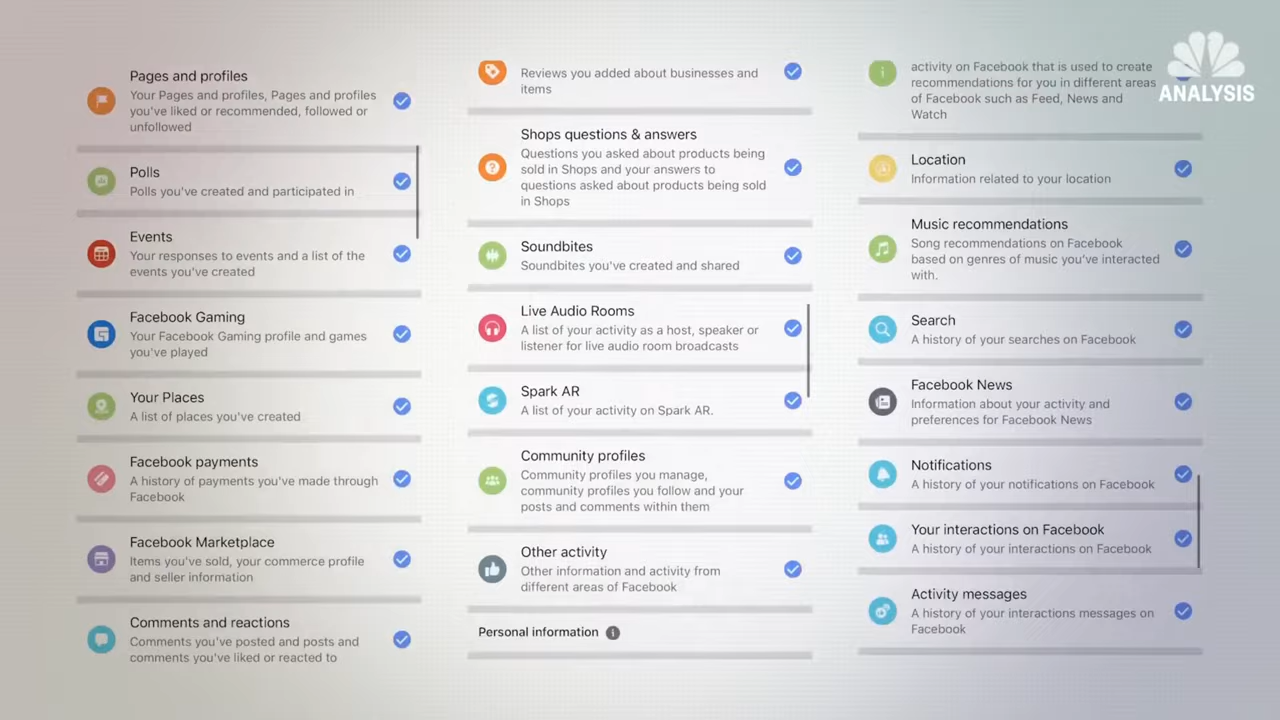 Pages and profiles
Your Pages and profiles, Pages and profiles
you've liked or recommended, followed or
unfollowed
Polls
Polls you've created and participated in
Events
Your responses to events and a list of the
events you've created
Facebook Gaming
Your Facebook Gaming profile and games
you've played
Your Places
A list of places you've created
Facebook payments
A history of payments you've made through
Facebook
Facebook Marketplace
Items you've sold, your commerce profile
and seller information
Comments and reactions
Comments you've posted and posts and
comments you've liked or reacted to
Reviews you added about businesses and
items
Shops questions & answers
Questions you asked about products being
sold in Shops and your answers to
questions asked about products being sold
in Shops
Soundbites
Soundbites you've created and shared
Live Audio Rooms
A list of your activity as a host, speaker or
listener for live audio room broadcasts
Spark AR
A list of your activity on Spark AR.
Community profiles
Community profiles you manage,
community profiles you follow and your
posts and comments within them
Other activity
Other information and activity from
different areas of Facebook
Personal information
activity on Facebook that is used to create
recommendations for you in different areas
of Facebook such as Feed, News and
Watch
Location
Information related to your location
Music recommendations
Song recommendations on Facebook
based on genres of music you've interacted
with.
Search
A history of your searches on Facebook
Facebook News
Information about your activity and
preferences for Facebook News
Notifications
A history of your notifications on Facebook
Your interactions on Facebook
A history of your interactions on Facebook
Activity messages
A history of your interactions messages on
Facebook
ANALYSIS